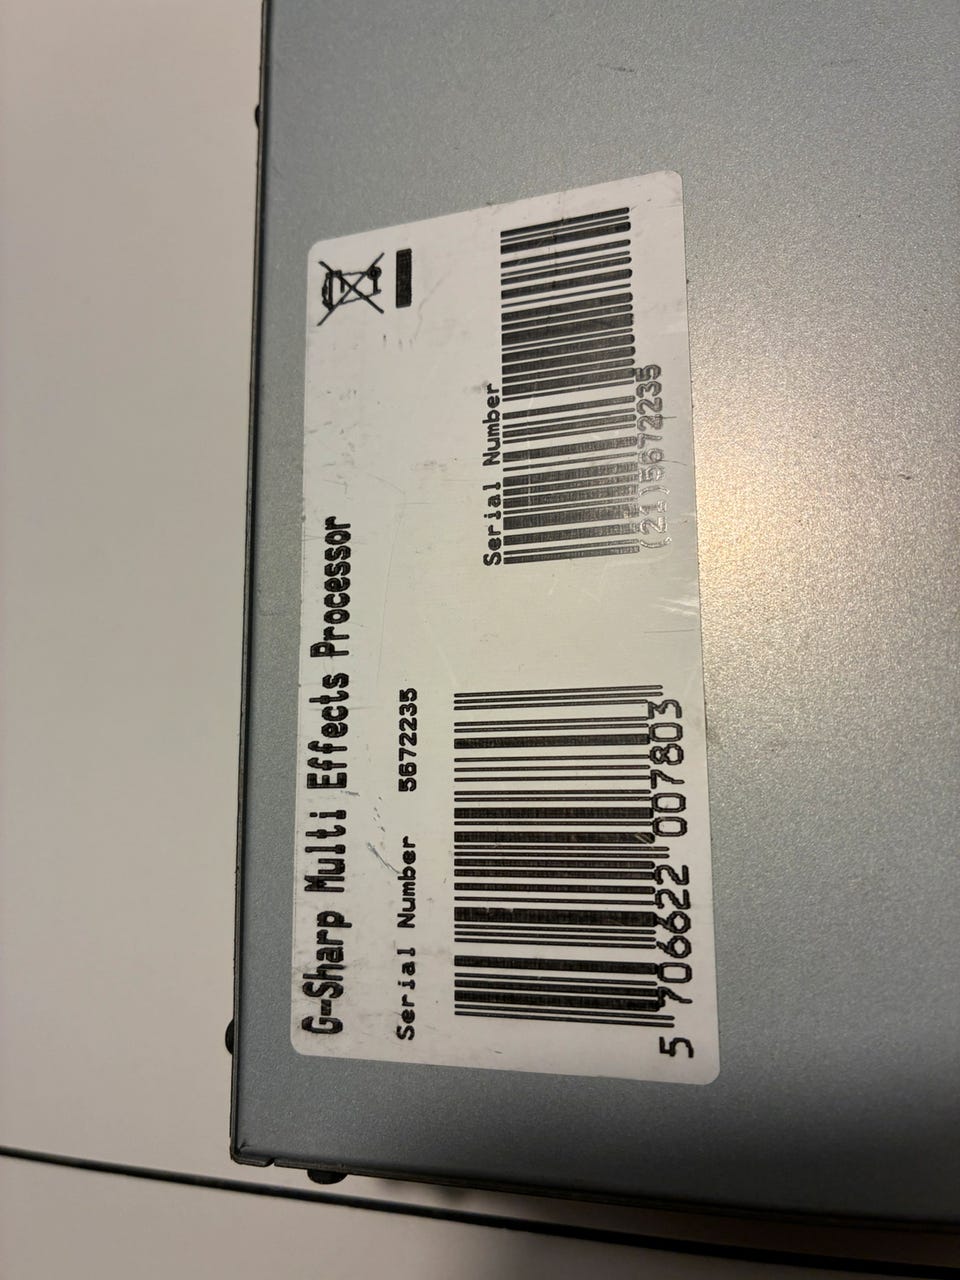 G-Sharp Multi Effects Processor
Serial Number 5672235
Serial Number
(21)5672235
5 706622 007803